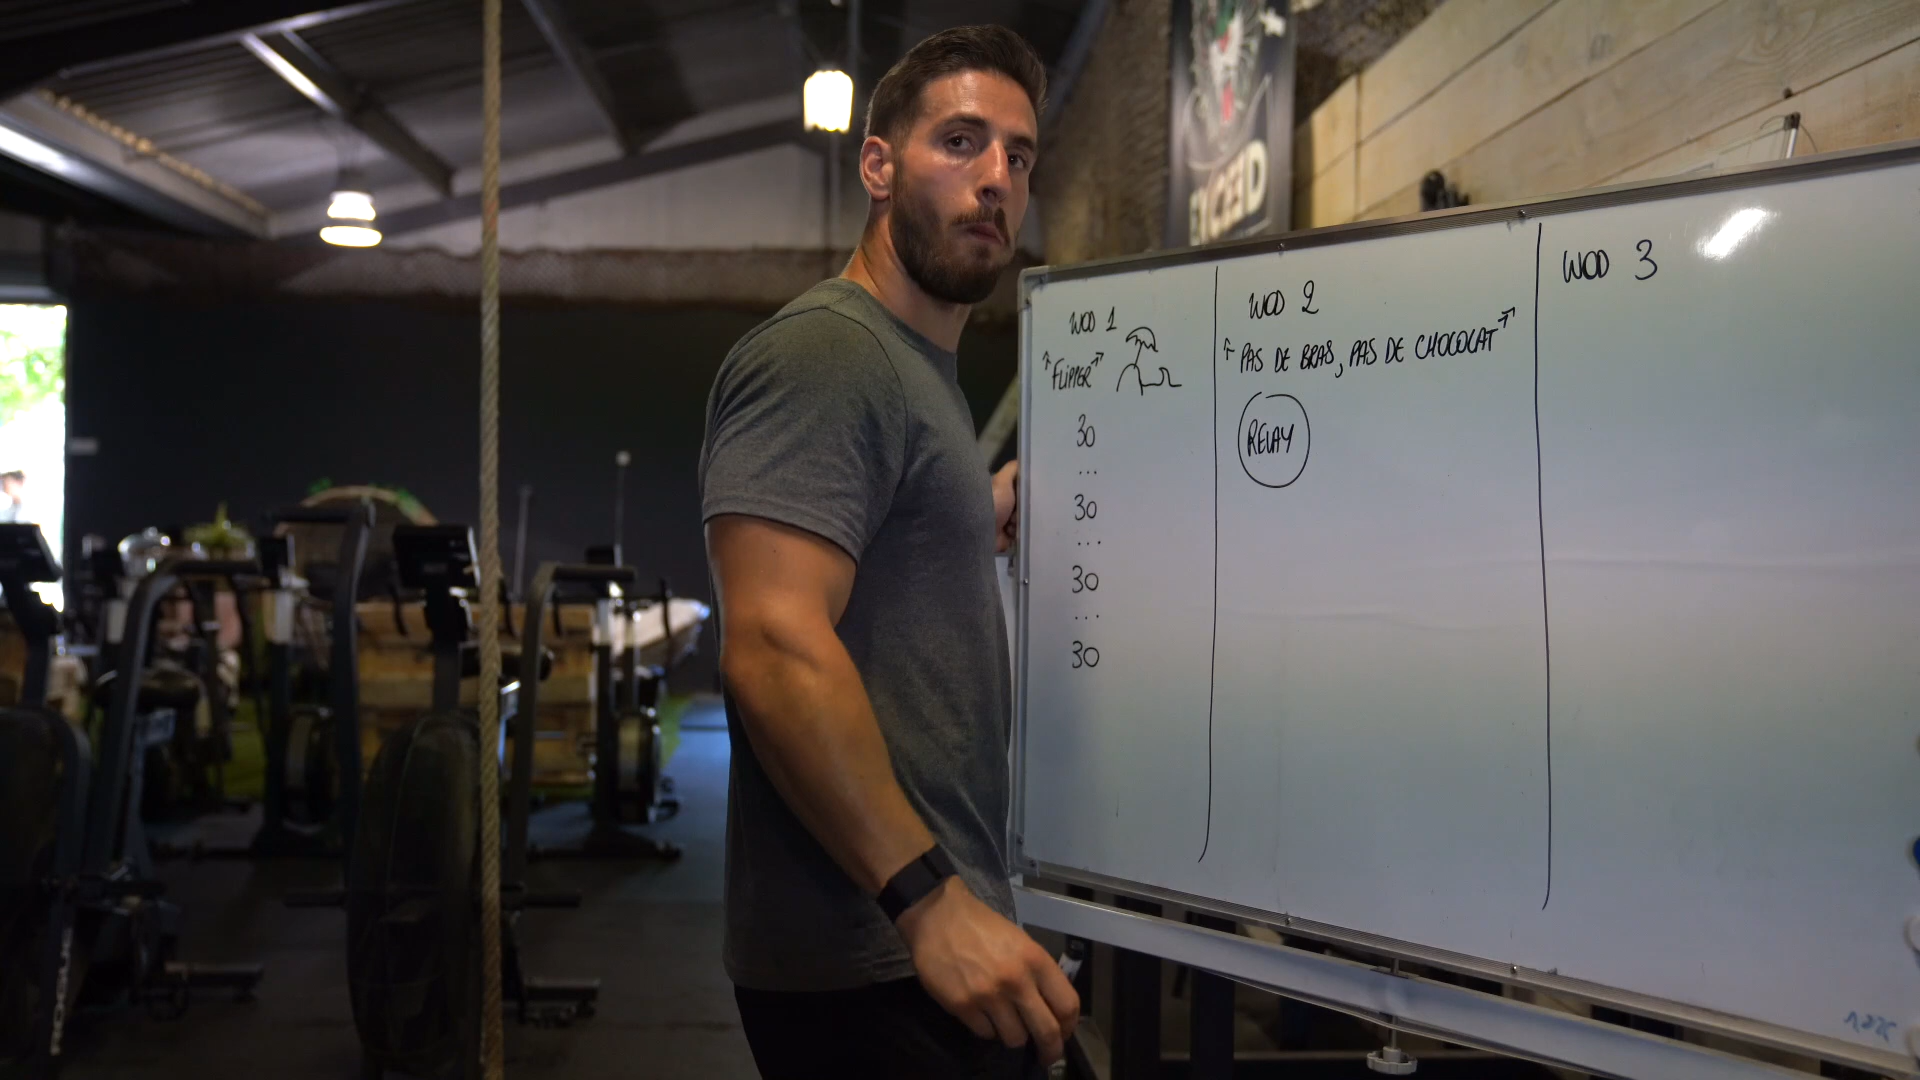 EXCEED
WOD 1
"FLIPPER"
30
...
30
...
30
...
30
WOD 2
"PAS DE BRAS, PAS DE CHOCOLAT"
RELAY
WOD 3
ROGUE